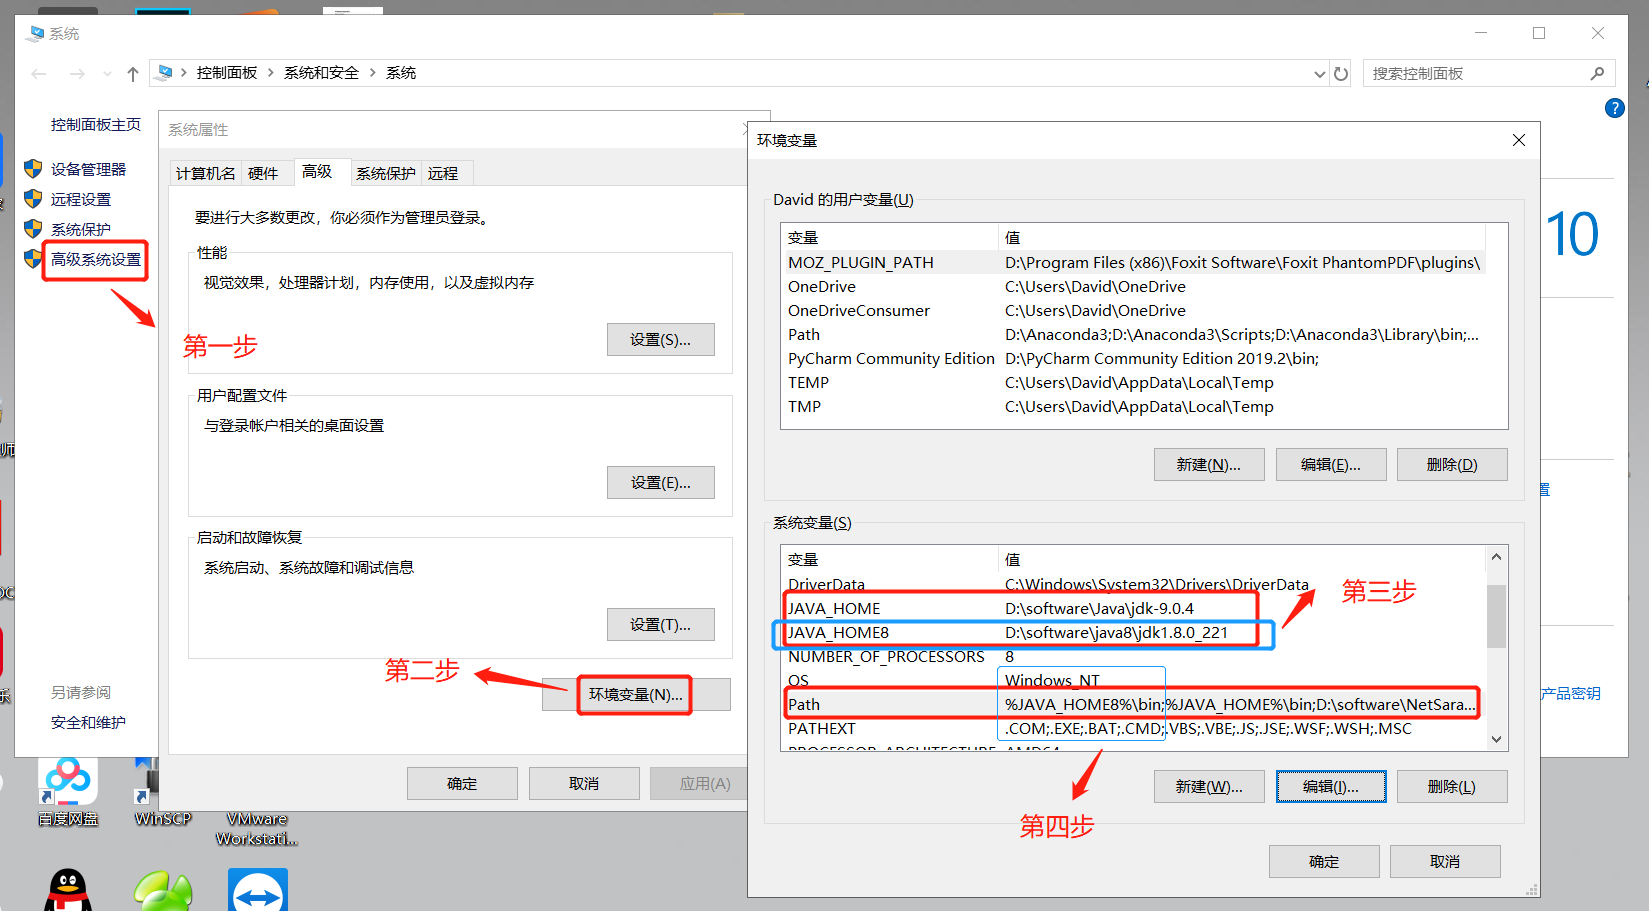 系统
控制面板 › 系统和安全 › 系统
搜索控制面板
控制面板主页
设备管理器
远程设置
系统保护
高级系统设置
第一步
另请参阅
安全和维护
系统属性
计算机名
硬件
高级
系统保护
远程
要进行大多数更改，你必须作为管理员登录。
性能
视觉效果，处理器计划，内存使用，以及虚拟内存
设置(S)...
用户配置文件
与登录帐户相关的桌面设置
设置(E)...
启动和故障恢复
系统启动、系统故障和调试信息
设置(T)...
第二步
环境变量(N)...
确定
取消
应用(A)
环境变量
David 的用户变量(U)
变量 值
MOZ_PLUGIN_PATH D:\Program Files (x86)\Foxit Software\Foxit PhantomPDF\plugins\
OneDrive C:\Users\David\OneDrive
OneDriveConsumer C:\Users\David\OneDrive
Path D:\Anaconda3;D:\Anaconda3\Scripts;D:\Anaconda3\Library\bin;...
PyCharm Community Edition D:\PyCharm Community Edition 2019.2\bin;
TEMP C:\Users\David\AppData\Local\Temp
TMP C:\Users\David\AppData\Local\Temp
新建(N)...
编辑(E)...
删除(D)
系统变量(S)
变量 值
DriverData C:\Windows\System32\Drivers\DriverData
JAVA_HOME D:\software\Java\jdk-9.0.4
JAVA_HOME8 D:\software\java8\jdk1.8.0_221
NUMBER_OF_PROCESSORS 8
OS Windows_NT
Path %JAVA_HOME8%\bin;%JAVA_HOME%\bin;D:\software\NetSara...
PATHEXT .COM;.EXE;.BAT;.CMD;.VBS;.VBE;.JS;.JSE;.WSF;.WSH;.MSC
PROCESSOR_ARCHITECTURE AMD64
第三步
第四步
新建(W)...
编辑(I)...
删除(L)
确定
取消
?
10
置
产品密钥
百度网盘
WinSCP
VMware
Workstati...
师
乐